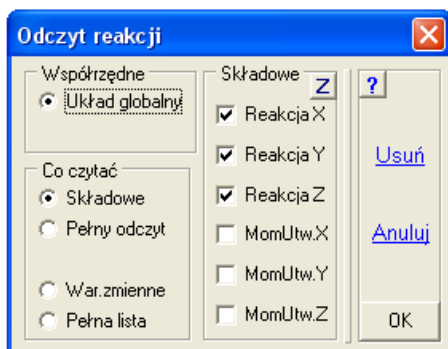 Odczyt reakcji
Współrzędne
Układ globalny
Co czytać
Składowe
Pełny odczyt
War.zmienne
Pełna lista
Składowe
Z
Reakcja X
Reakcja Y
Reakcja Z
MomUtw.X
MomUtw.Y
MomUtw.Z
?
Usuń
Anuluj
OK